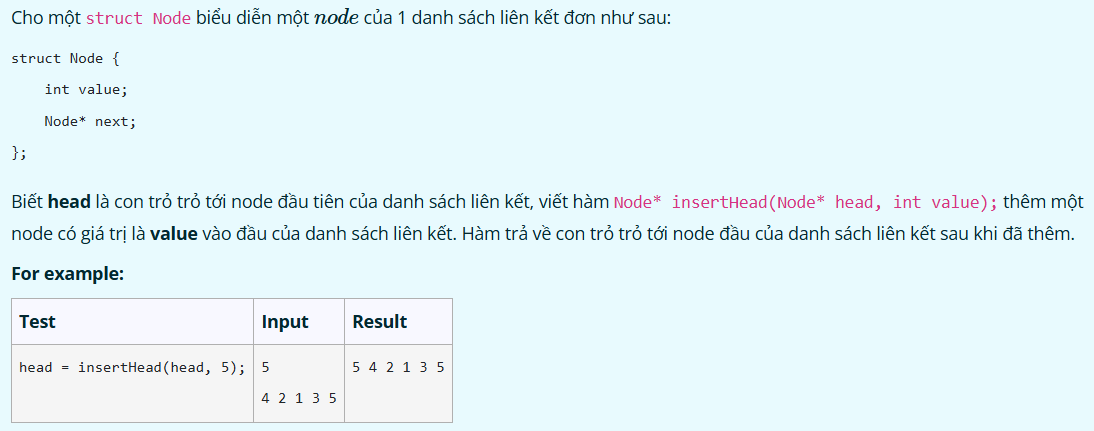 Cho một struct Node biểu diễn một node của 1 danh sách liên kết đơn như sau:
struct Node {
    int value;
    Node* next;
};
Biết head là con trỏ trỏ tới node đầu tiên của danh sách liên kết, viết hàm Node* insertHead(Node* head, int value); thêm một
node có giá trị là value vào đầu của danh sách liên kết. Hàm trả về con trỏ trỏ tới node đầu của danh sách liên kết sau khi đã thêm.
For example:
Test Input Result
head = insertHead(head, 5); 5 5 4 2 1 3 5
4 2 1 3 5